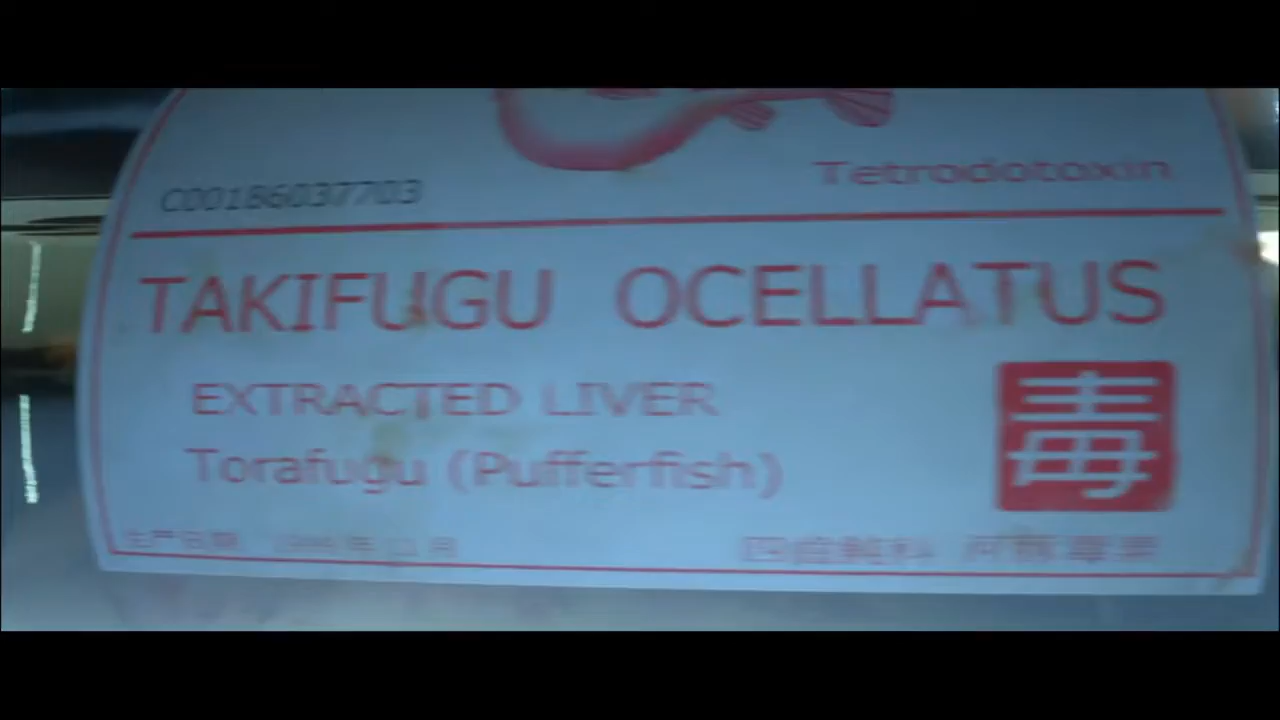 Tetrodotoxin
C00186037703
TAKIFUGU OCELLATUS
EXTRACTED LIVER
Torafugu (Pufferfish)
毒